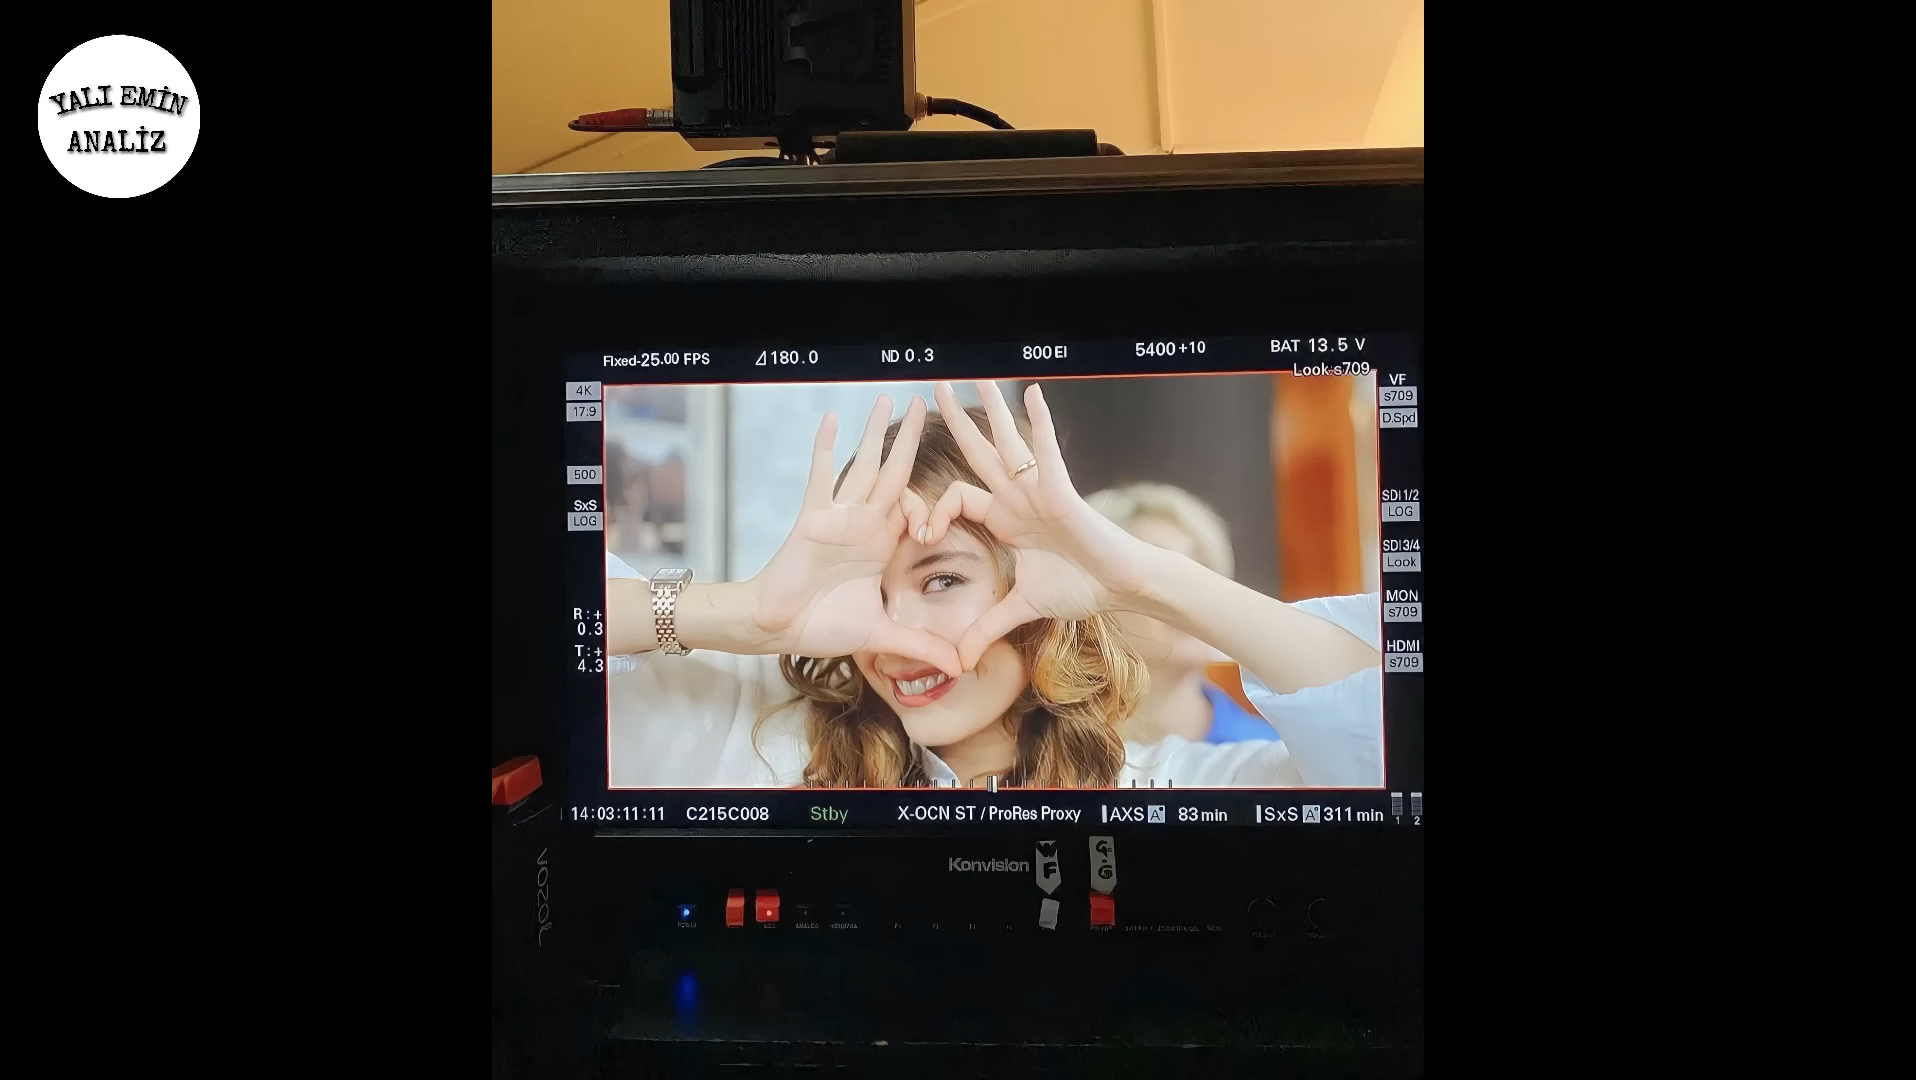 YALI EMİN
ANALİZ
Fixed-25.00 FPS
⊿180.0
ND 0.3
800 EI
5400+10
BAT 13.5 V
Look:s709
4K
17:9
500
SxS
LOG
R:+
0.3
T:+
4.3
VF
s709
D.Spd
SDI 1/2
LOG
SDI 3/4
Look
MON
s709
HDMI
s709
14:03:11:11 C215C008 Stby X-OCN ST / ProRes Proxy AXS A 83 min SxS A 311 min
1 2
Konvision
W
F
G.
G